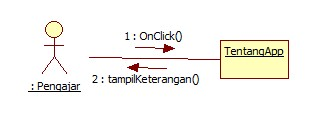 1 : OnClick()
TentangApp
2 : tampilKeterangan()
: Pengajar